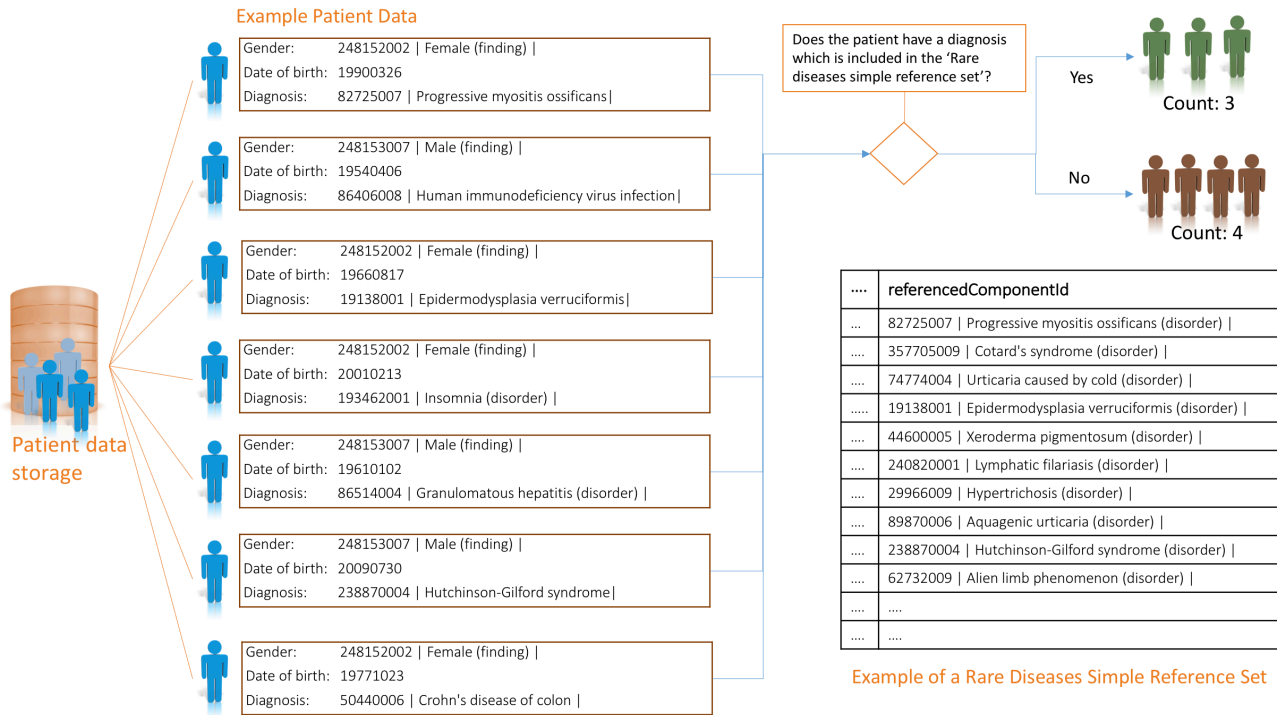 Example Patient Data
Gender: 248152002 | Female (finding) |
Date of birth: 19900326
Diagnosis: 82725007 | Progressive myositis ossificans|
Gender: 248153007 | Male (finding) |
Date of birth: 19540406
Diagnosis: 86406008 | Human immunodeficiency virus infection|
Gender: 248152002 | Female (finding) |
Date of birth: 19660817
Diagnosis: 19138001 | Epidermodysplasia verruciformis|
Gender: 248152002 | Female (finding) |
Date of birth: 20010213
Diagnosis: 193462001 | Insomnia (disorder) |
Gender: 248153007 | Male (finding) |
Date of birth: 19610102
Diagnosis: 86514004 | Granulomatous hepatitis (disorder) |
Gender: 248153007 | Male (finding) |
Date of birth: 20090730
Diagnosis: 238870004 | Hutchinson-Gilford syndrome|
Gender: 248152002 | Female (finding) |
Date of birth: 19771023
Diagnosis: 50440006 | Crohn's disease of colon |
Patient data
storage
Does the patient have a diagnosis
which is included in the ‘Rare
diseases simple reference set’?
Yes
Count: 3
No
Count: 4
.... referencedComponentId
... 82725007 | Progressive myositis ossificans (disorder) |
.... 357705009 | Cotard's syndrome (disorder) |
.... 74774004 | Urticaria caused by cold (disorder) |
..... 19138001 | Epidermodysplasia verruciformis (disorder) |
.... 44600005 | Xeroderma pigmentosum (disorder) |
.... 240820001 | Lymphatic filariasis (disorder) |
.... 29966009 | Hypertrichosis (disorder) |
.... 89870006 | Aquagenic urticaria (disorder) |
.... 238870004 | Hutchinson-Gilford syndrome (disorder) |
.... 62732009 | Alien limb phenomenon (disorder) |
.... ....
.... ....
Example of a Rare Diseases Simple Reference Set